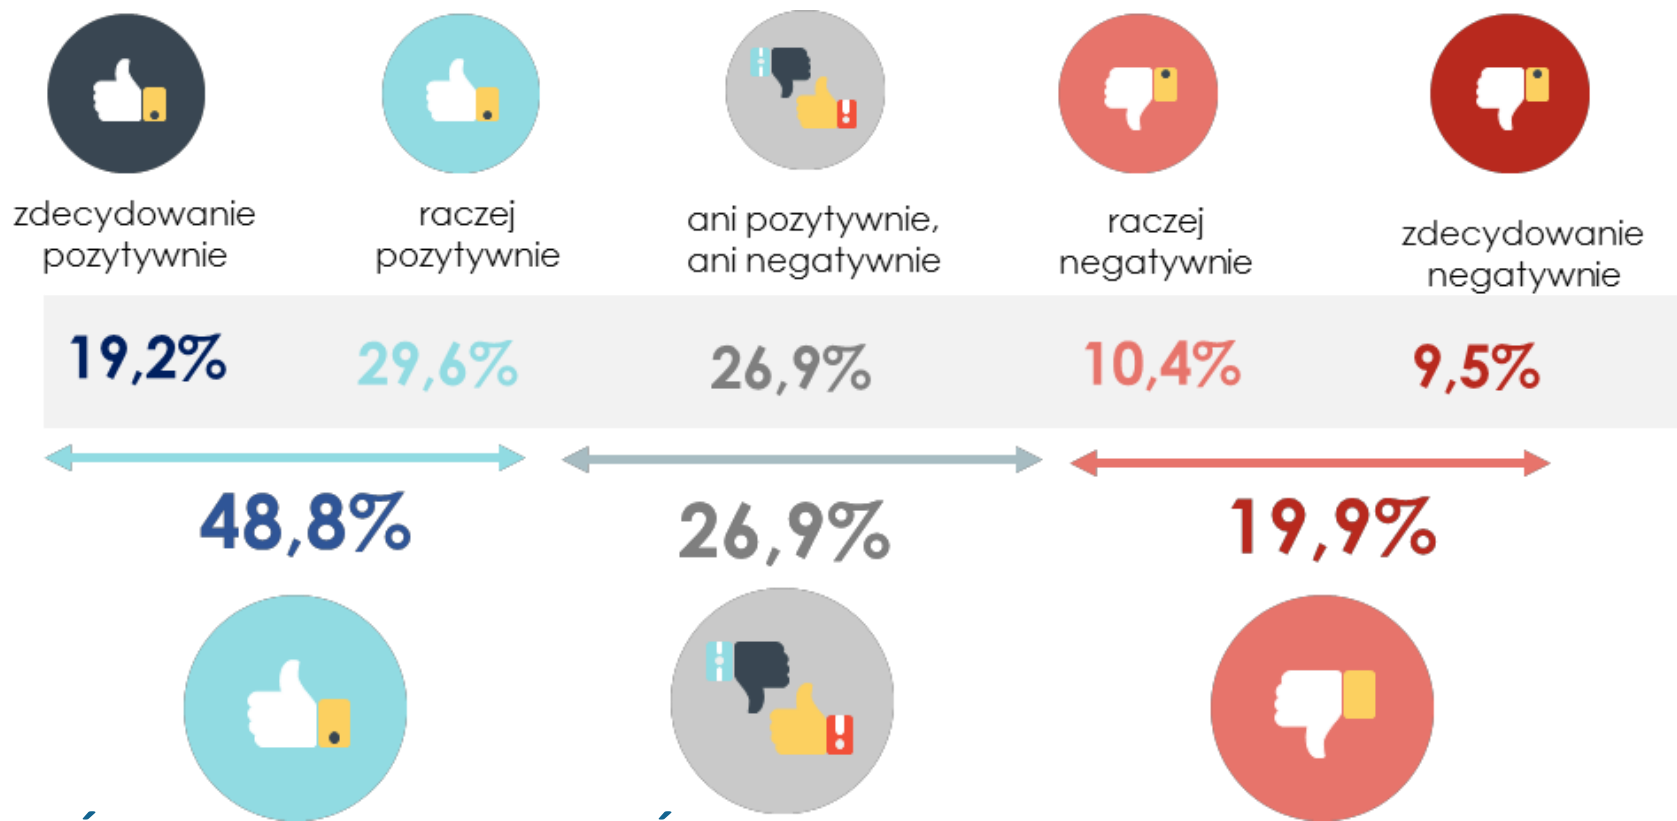 zdecydowanie
pozytywnie
raczej
pozytywnie
ani pozytywnie,
ani negatywnie
raczej
negatywnie
zdecydowanie
negatywnie
19,2%
29,6%
26,9%
10,4%
9,5%
48,8%
26,9%
19,9%